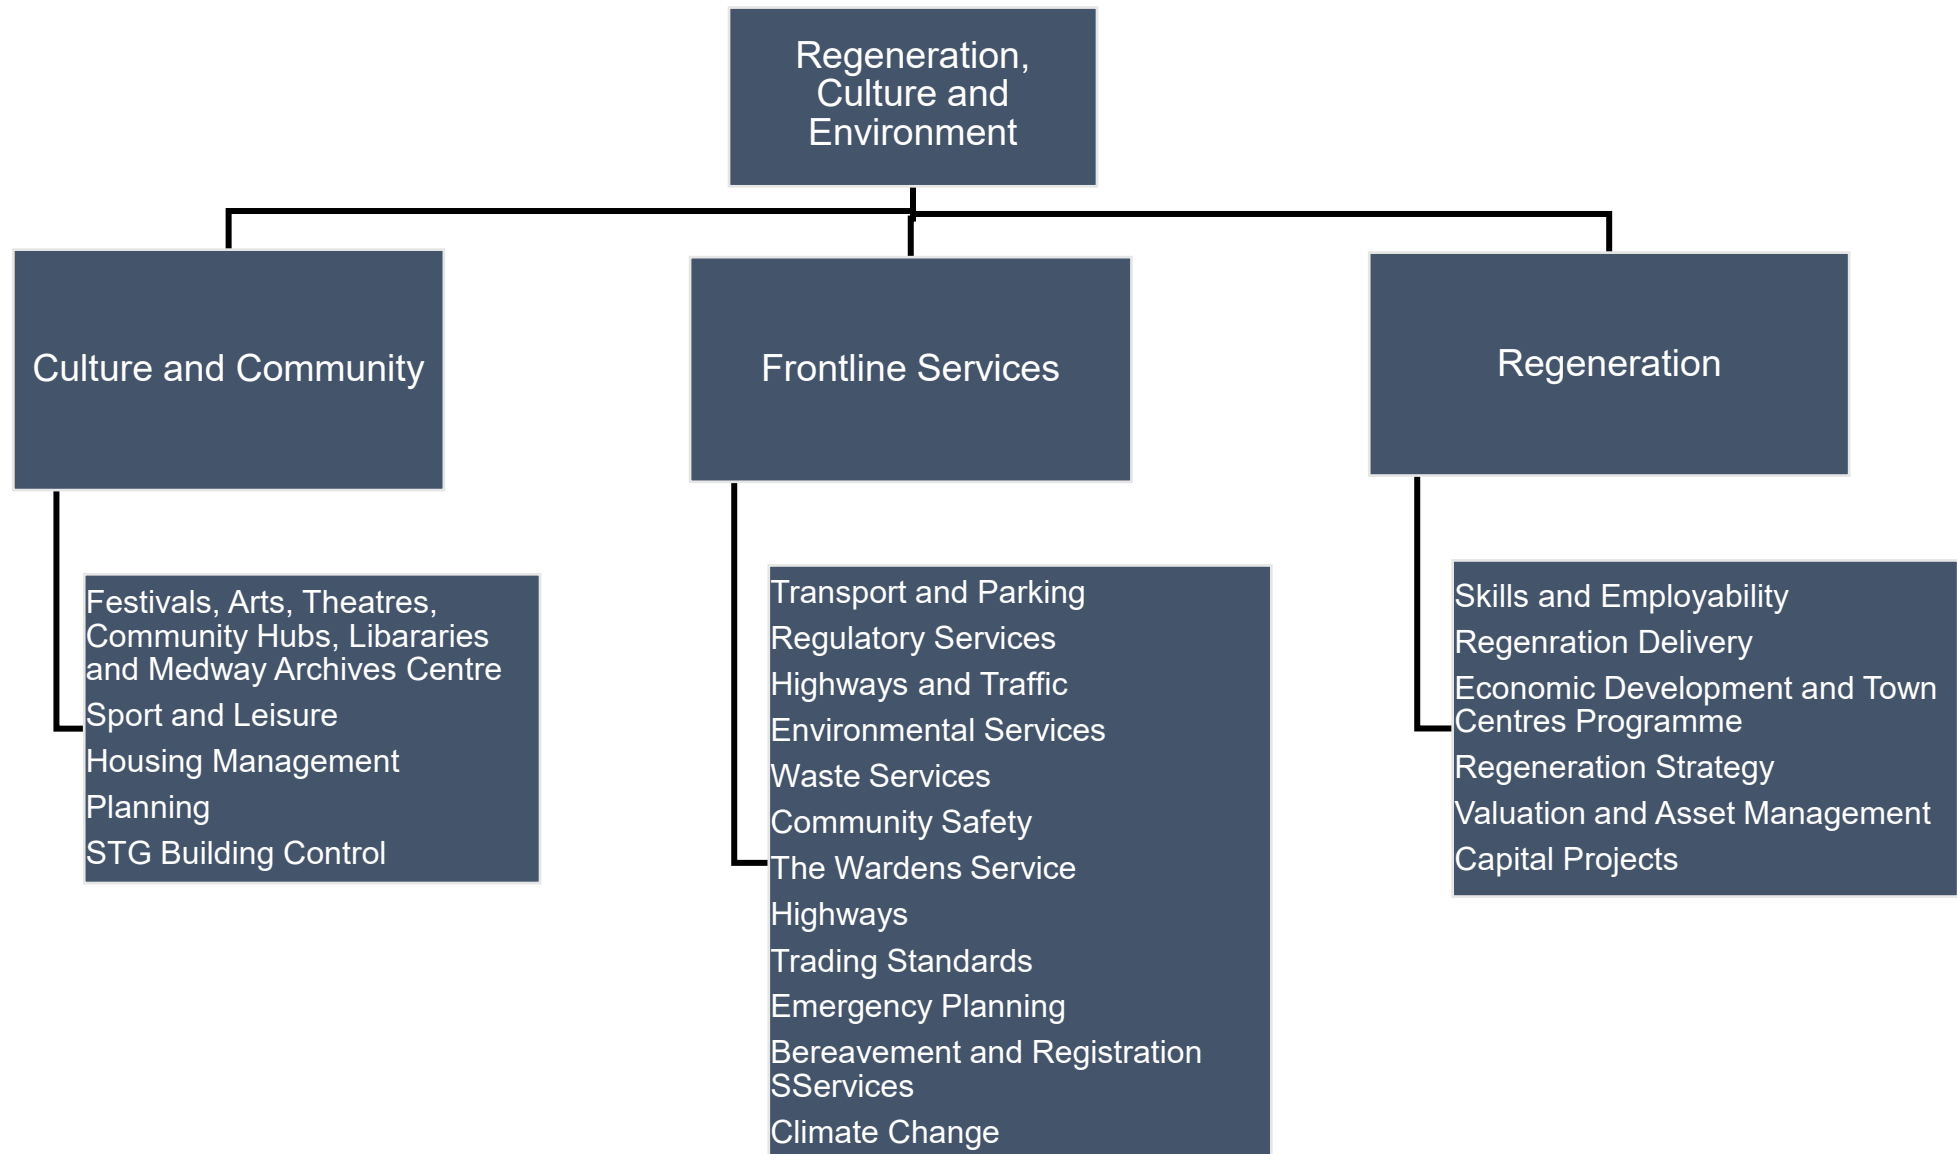 Regeneration,
Culture and
Environment
Culture and Community
Frontline Services
Regeneration
Festivals, Arts, Theatres,
Community Hubs, Libararies
and Medway Archives Centre
Sport and Leisure
Housing Management
Planning
STG Building Control
Transport and Parking
Regulatory Services
Highways and Traffic
Environmental Services
Waste Services
Community Safety
The Wardens Service
Highways
Trading Standards
Emergency Planning
Bereavement and Registration
SServices
Climate Change
Skills and Employability
Regenration Delivery
Economic Development and Town
Centres Programme
Regeneration Strategy
Valuation and Asset Management
Capital Projects